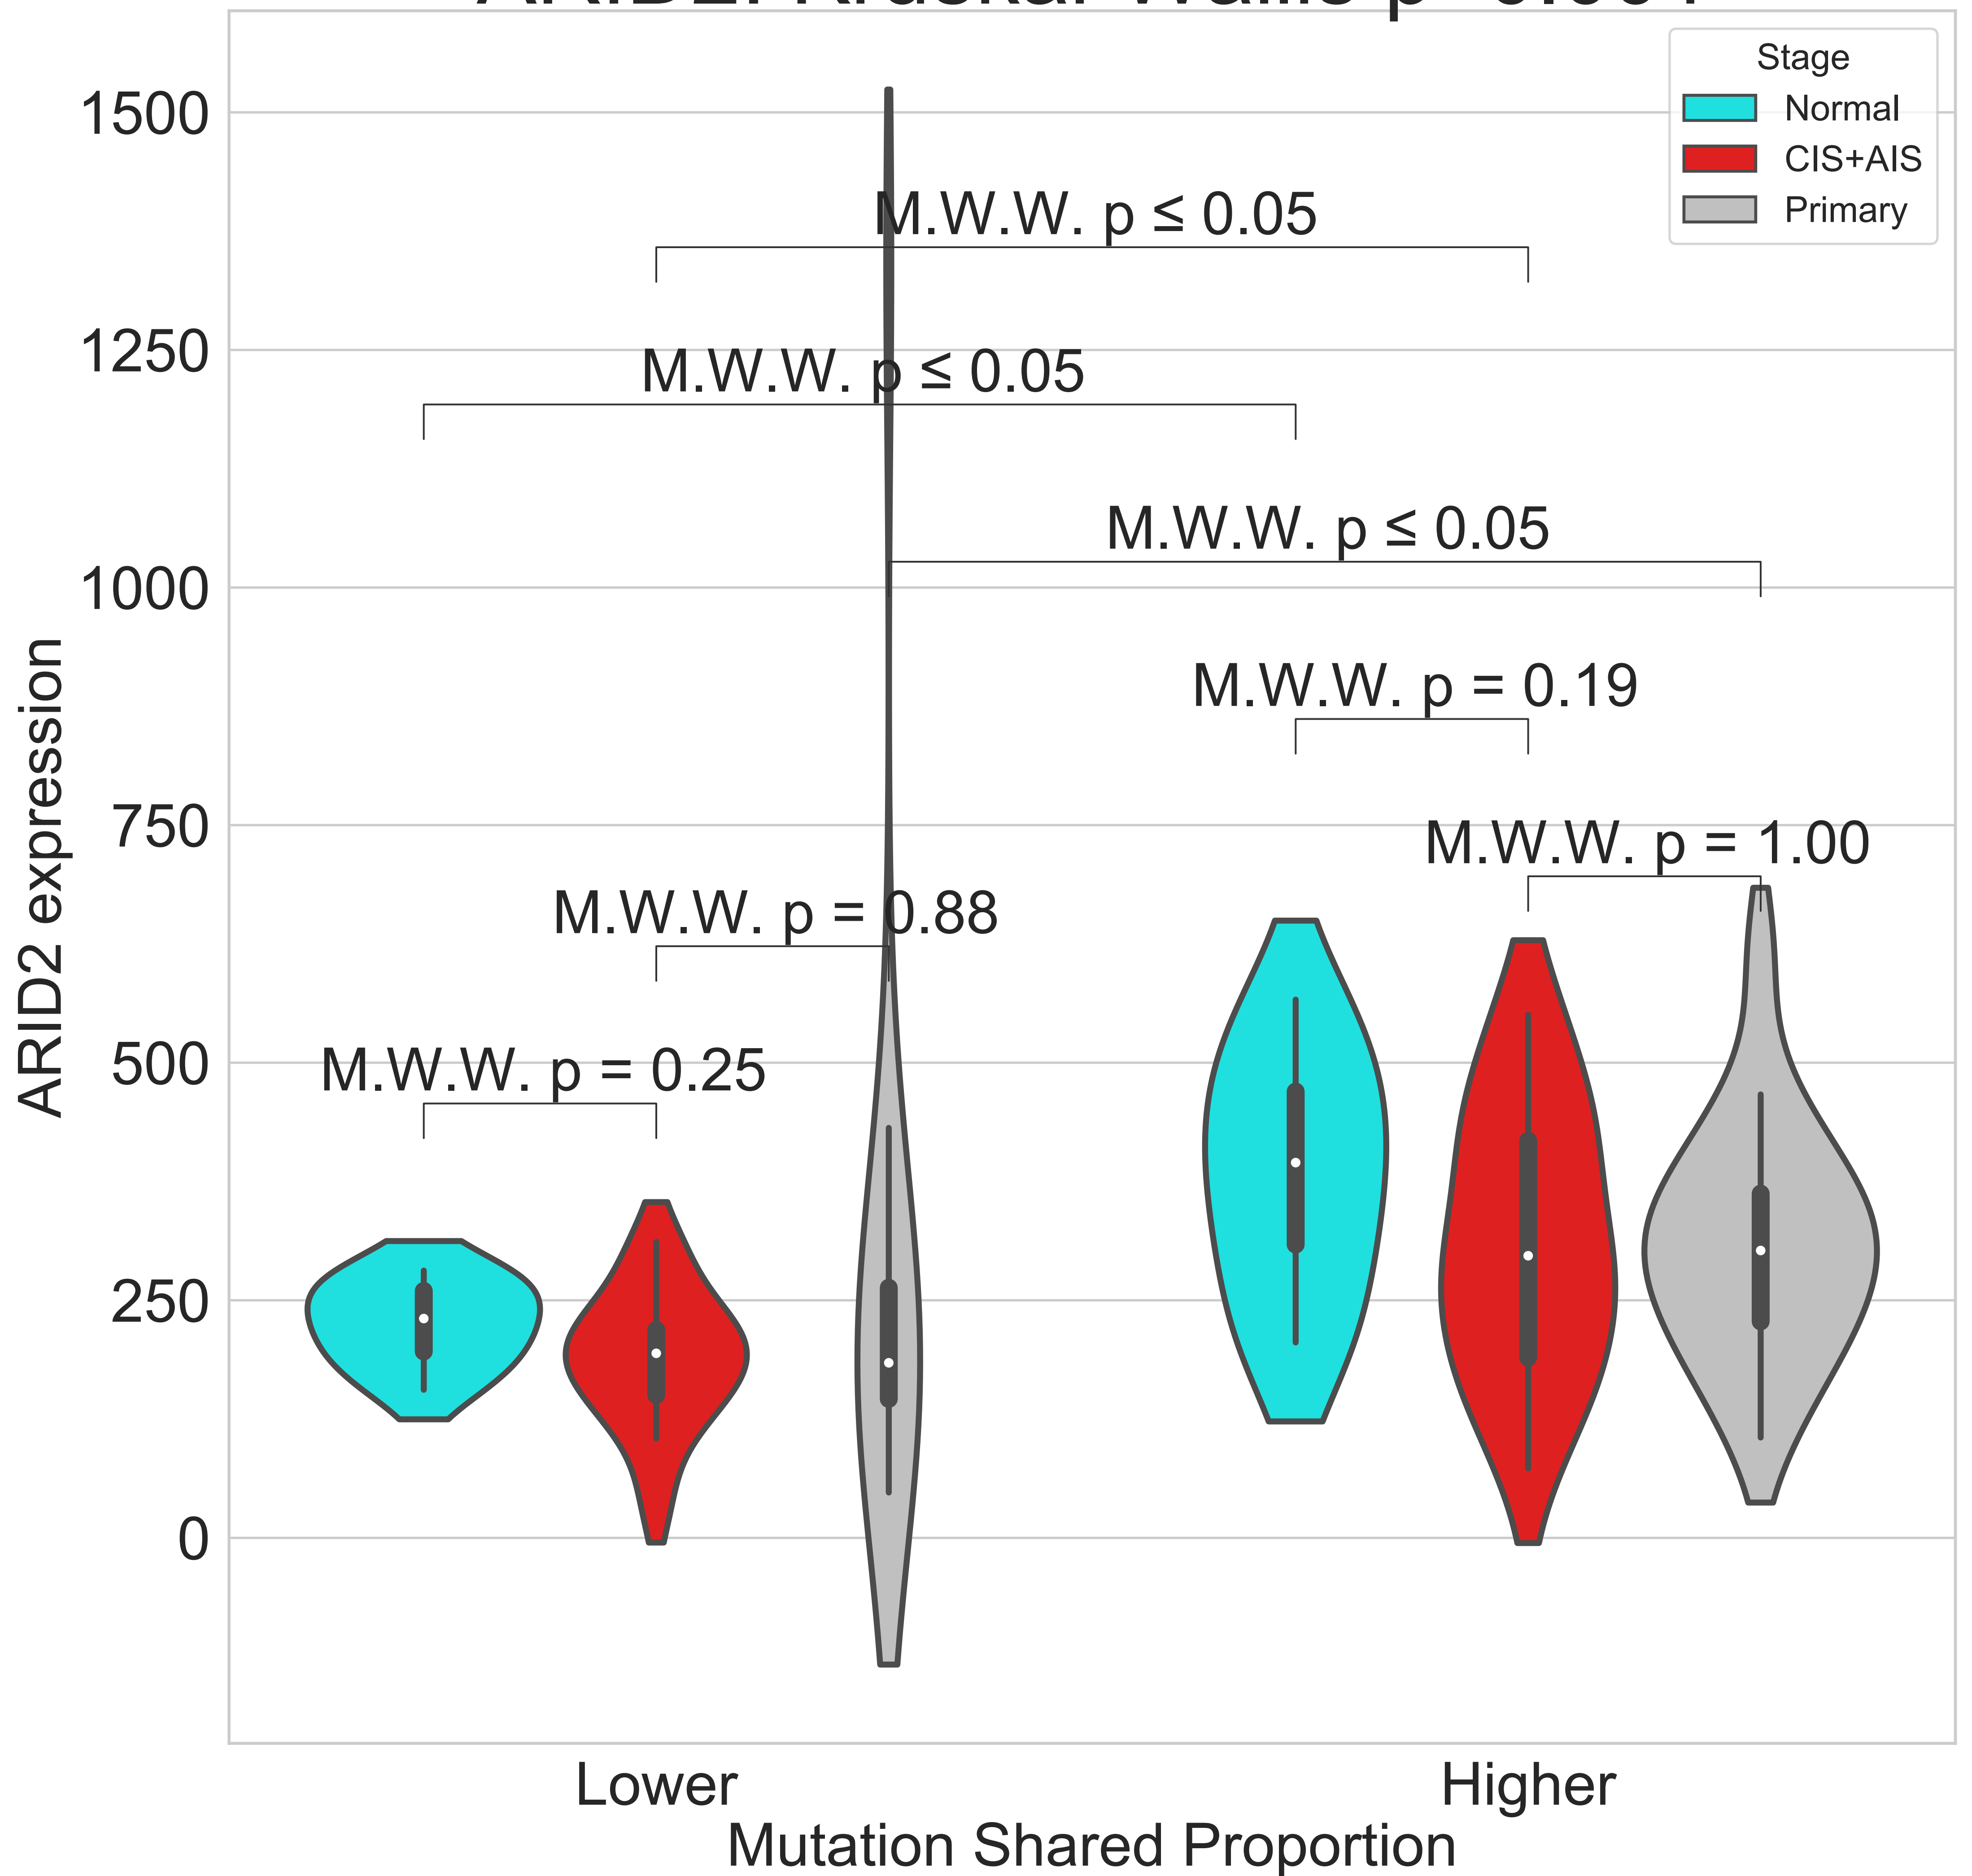 Stage
Normal
CIS+AIS
Primary
1500
1250
1000
750
500
250
0
ARID2 expression
M.W.W. p ≤ 0.05
M.W.W. p ≤ 0.05
M.W.W. p ≤ 0.05
M.W.W. p = 0.19
M.W.W. p = 1.00
M.W.W. p = 0.88
M.W.W. p = 0.25
Lower
Higher
Mutation Shared Proportion